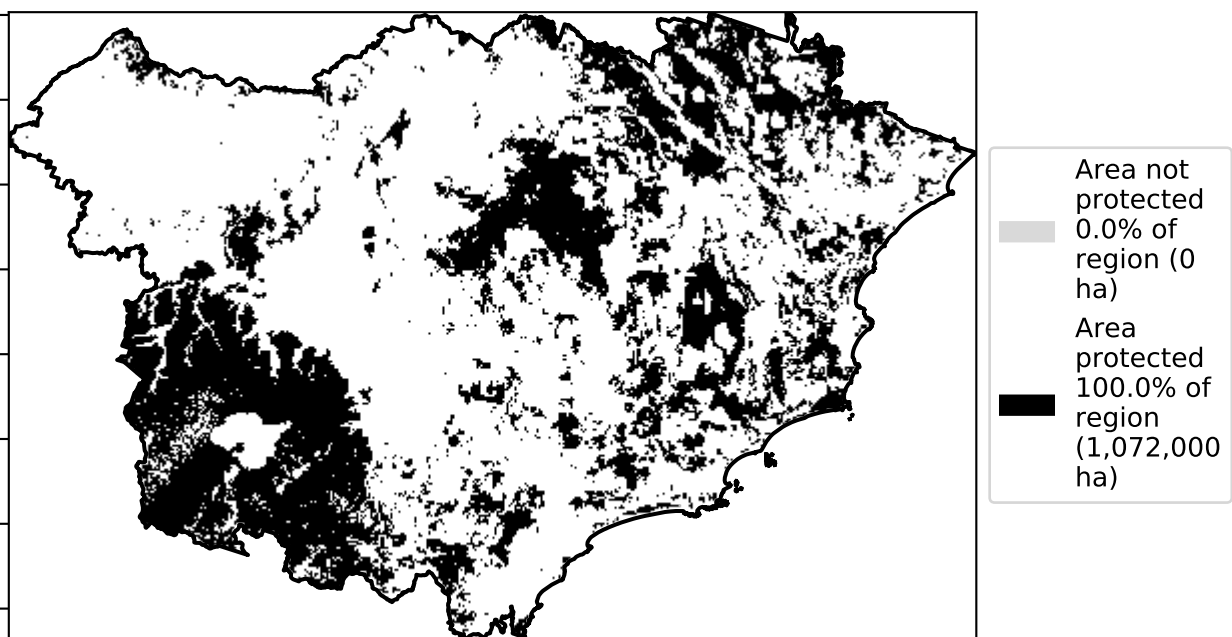 Area not
protected
0.0% of
region (0
ha)
Area
protected
100.0% of
region
(1,072,000
ha)